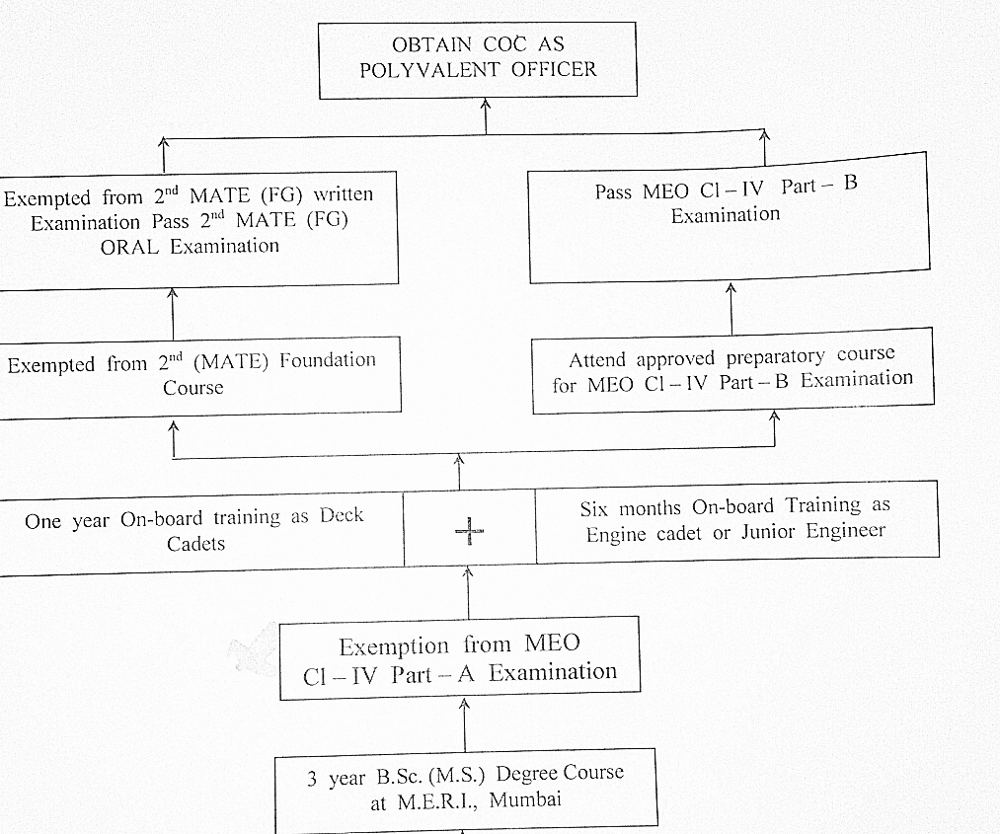 OBTAIN COC AS
POLYVALENT OFFICER
Exempted from 2nd MATE (FG) written
Examination Pass 2nd MATE (FG)
ORAL Examination
Pass MEO Cl – IV Part – B
Examination
Exempted from 2nd (MATE) Foundation
Course
Attend approved preparatory course
for MEO Cl – IV Part – B Examination
One year On-board training as Deck
Cadets
+
Six months On-board Training as
Engine cadet or Junior Engineer
Exemption from MEO
Cl – IV Part – A Examination
3 year B.Sc. (M.S.) Degree Course
at M.E.R.I., Mumbai